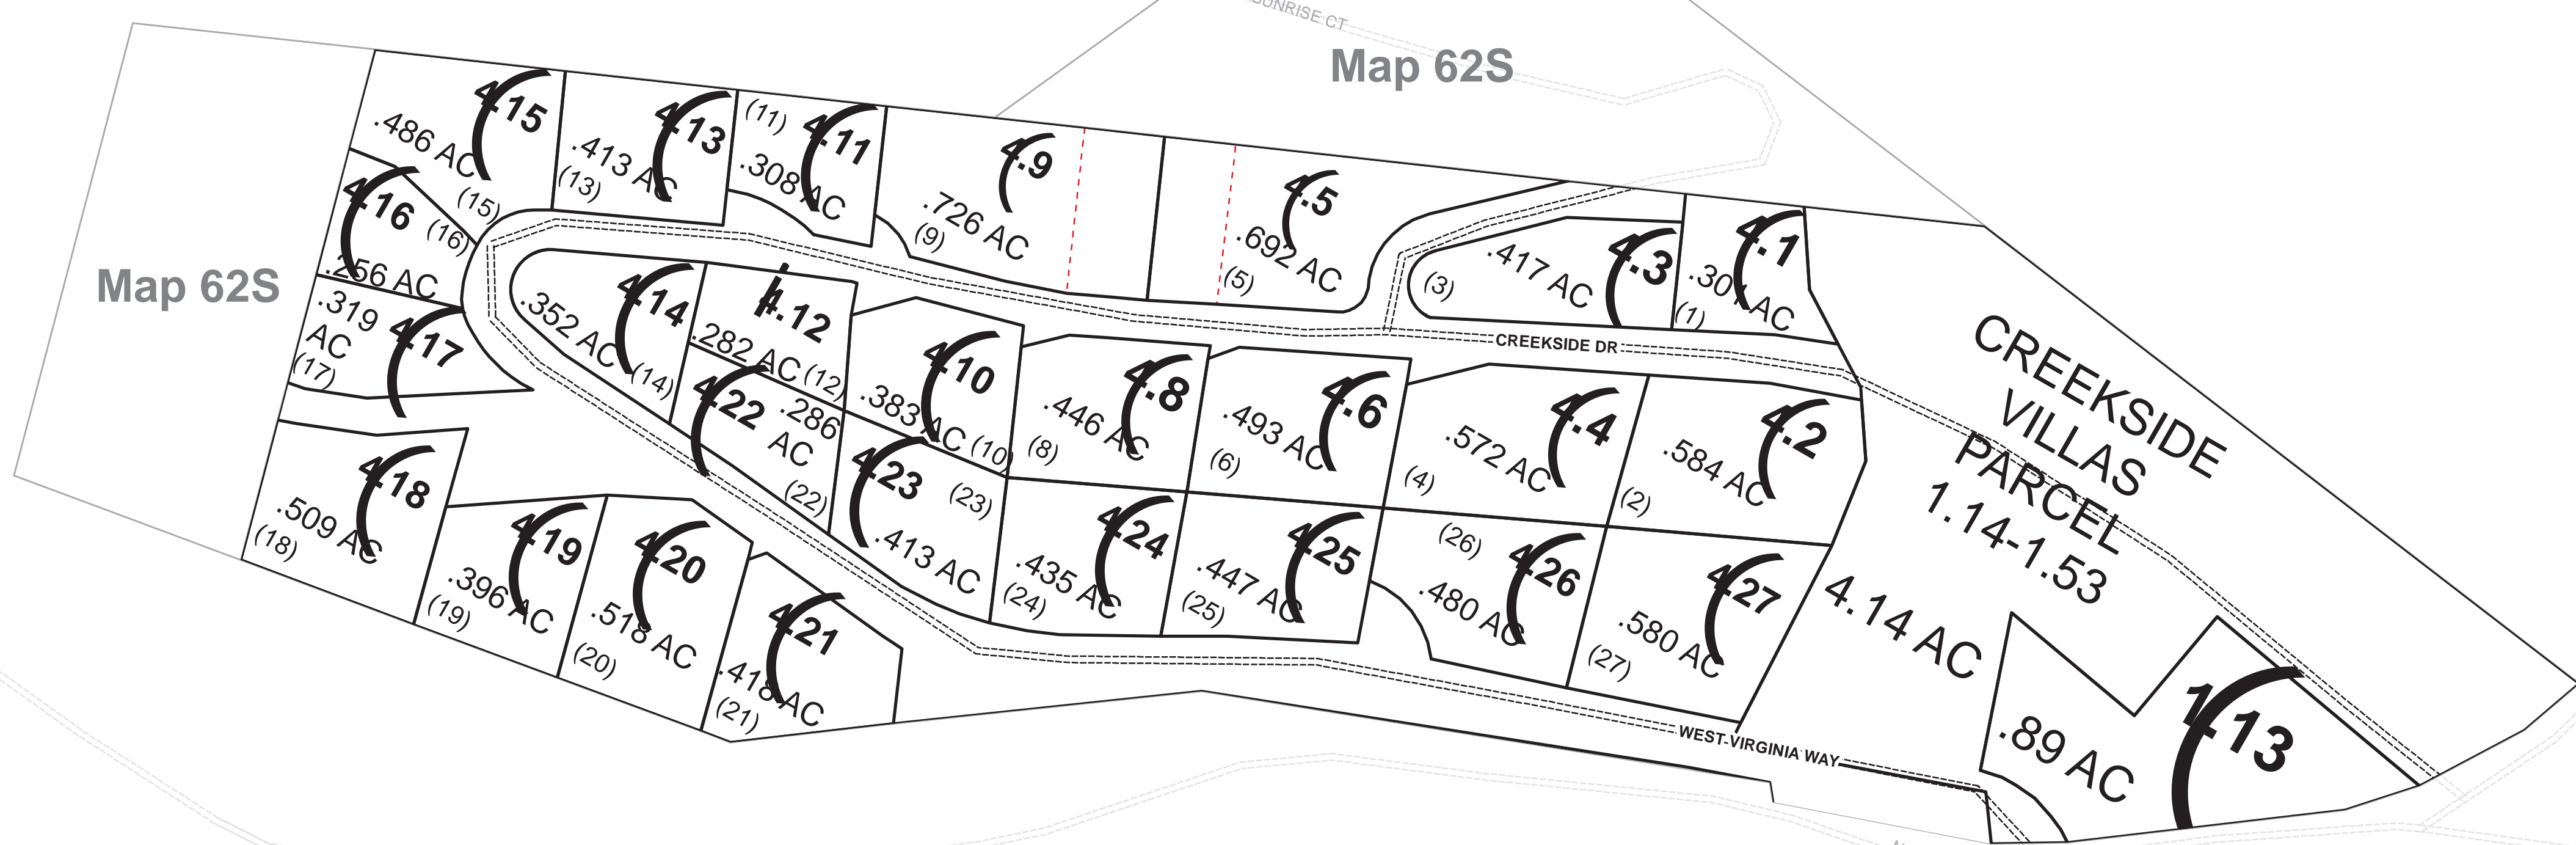 SUNRISE CT
Map 62S
4.15
.486 AC
(15)
4.13
.413 AC
(13)
(11)
4.11
.308 AC
4.9
.726 AC
(9)
4.5
.692 AC
(5)
4.3
.417 AC
(3)
4.1
.301 AC
(1)
4.16
(16)
.256 AC
Map 62S
.319
AC
(17)
4.17
4.14
.352 AC
(14)
4.12
.282 AC
(12)
4.10
.383 AC
(10)
4.8
.446 AC
(8)
4.6
.493 AC
(6)
4.4
.572 AC
(4)
4.2
.584 AC
(2)
CREEKSIDE DR
CREEKSIDE
VILLAS
PARCEL
1.14-1.53
4.14 AC
4.22
.286
AC
(22)
4.23
(23)
.413 AC
4.24
.435 AC
(24)
4.25
.447 AC
(25)
(26)
4.26
.480 AC
4.27
.580 AC
(27)
4.18
.509 AC
(18)
4.19
.396 AC
(19)
4.20
.518 AC
(20)
4.21
.418 AC
(21)
WEST VIRGINIA WAY
1.13
.89 AC